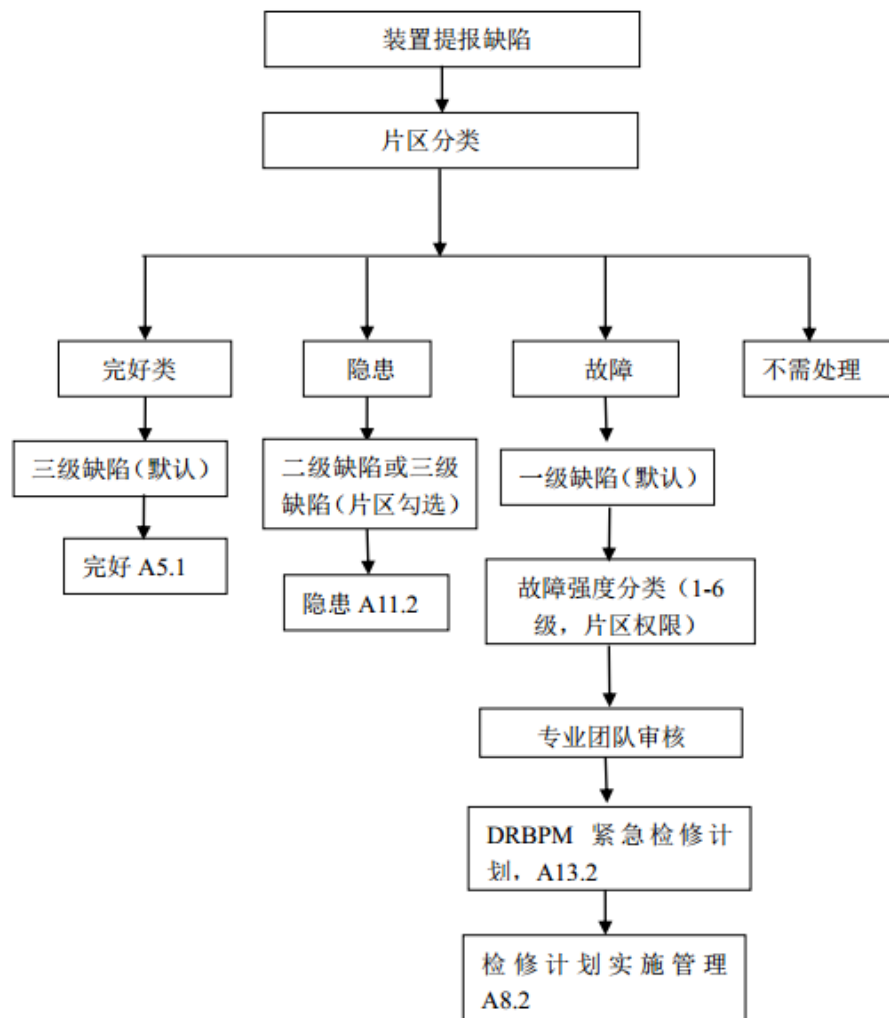 装置提报缺陷
片区分类
完好类
隐患
故障
不需处理
三级缺陷（默认）
二级缺陷或三级
缺陷（片区勾选）
一级缺陷（默认）
完好 A5.1
隐患 A11.2
故障强度分类（1-6
级，片区权限）
专业团队审核
DRBPM 紧急检修计
划，A13.2
检修计划实施管理
A8.2